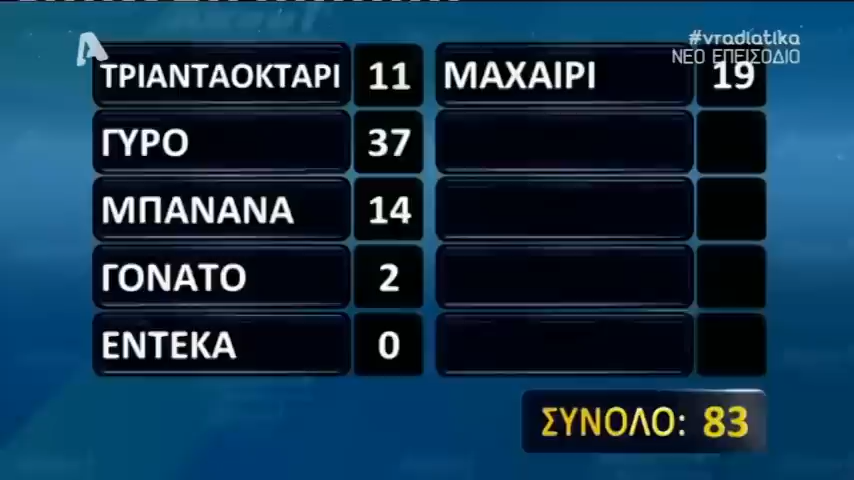 #vradiatika
ΝΕΟ ΕΠΕΙΣΟΔΙΟ
ΤΡΙΑΝΤΑΟΚΤΑΡΙ 11
ΓΥΡΟ 37
ΜΠΑΝΑΝΑ 14
ΓΟΝΑΤΟ 2
ΕΝΤΕΚΑ 0
ΜΑΧΑΙΡΙ 19
ΣΥΝΟΛΟ: 83